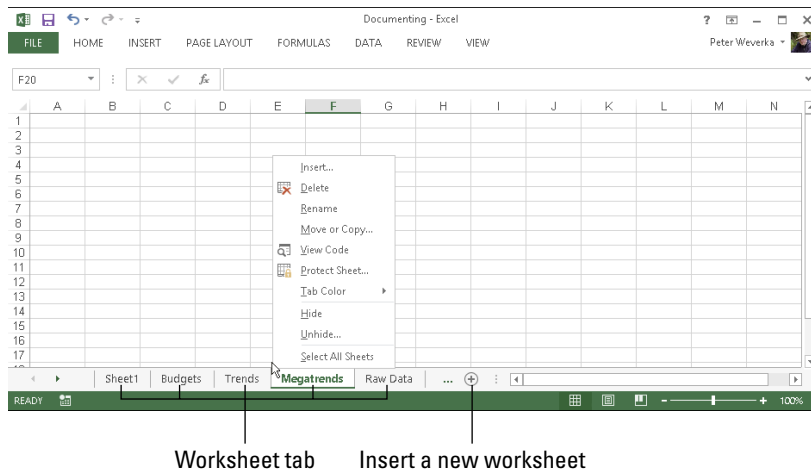 Documenting - Excel
FILE HOME INSERT PAGE LAYOUT FORMULAS DATA REVIEW VIEW Peter Weverka
F20 fx
A B C D E F G H I J K L M N
1
2
3
4
5
6
7
8
9
10
11
12
13
14
15
16
17
Insert...
Delete
Rename
Move or Copy...
View Code
Protect Sheet...
Tab Color
Hide
Unhide...
Select All Sheets
Sheet1 Budgets Trends Megatrends Raw Data ...
READY 100%
Worksheet tab Insert a new worksheet